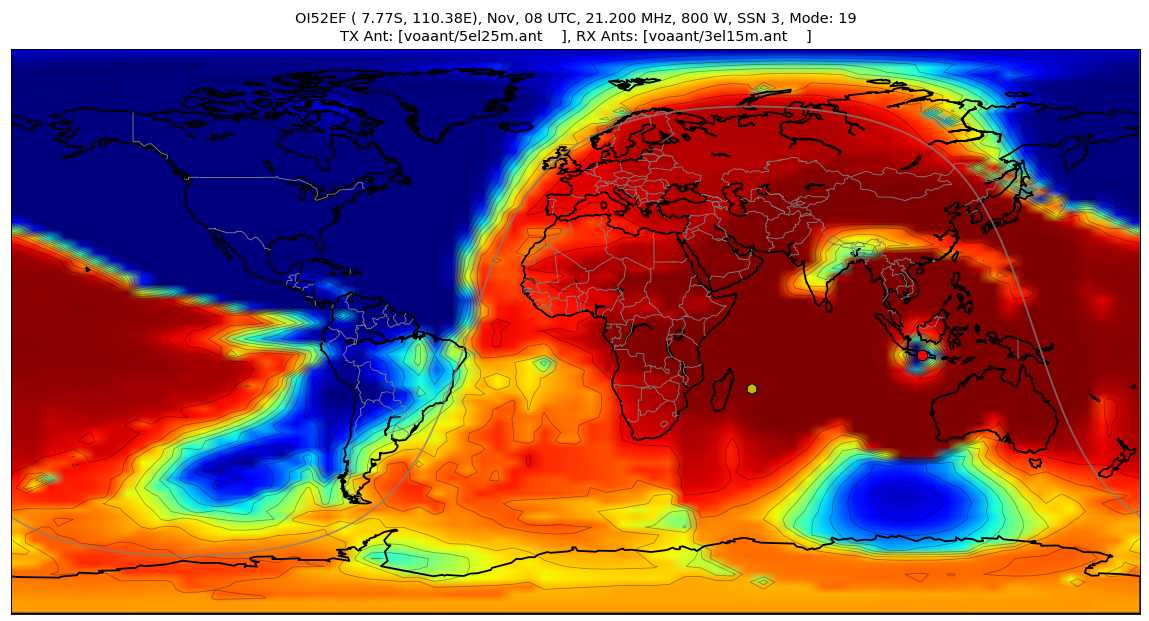 OI52EF ( 7.77S, 110.38E), Nov, 08 UTC, 21.200 MHz, 800 W, SSN 3, Mode: 19
TX Ant: [voaant/5el25m.ant    ], RX Ants: [voaant/3el15m.ant    ]